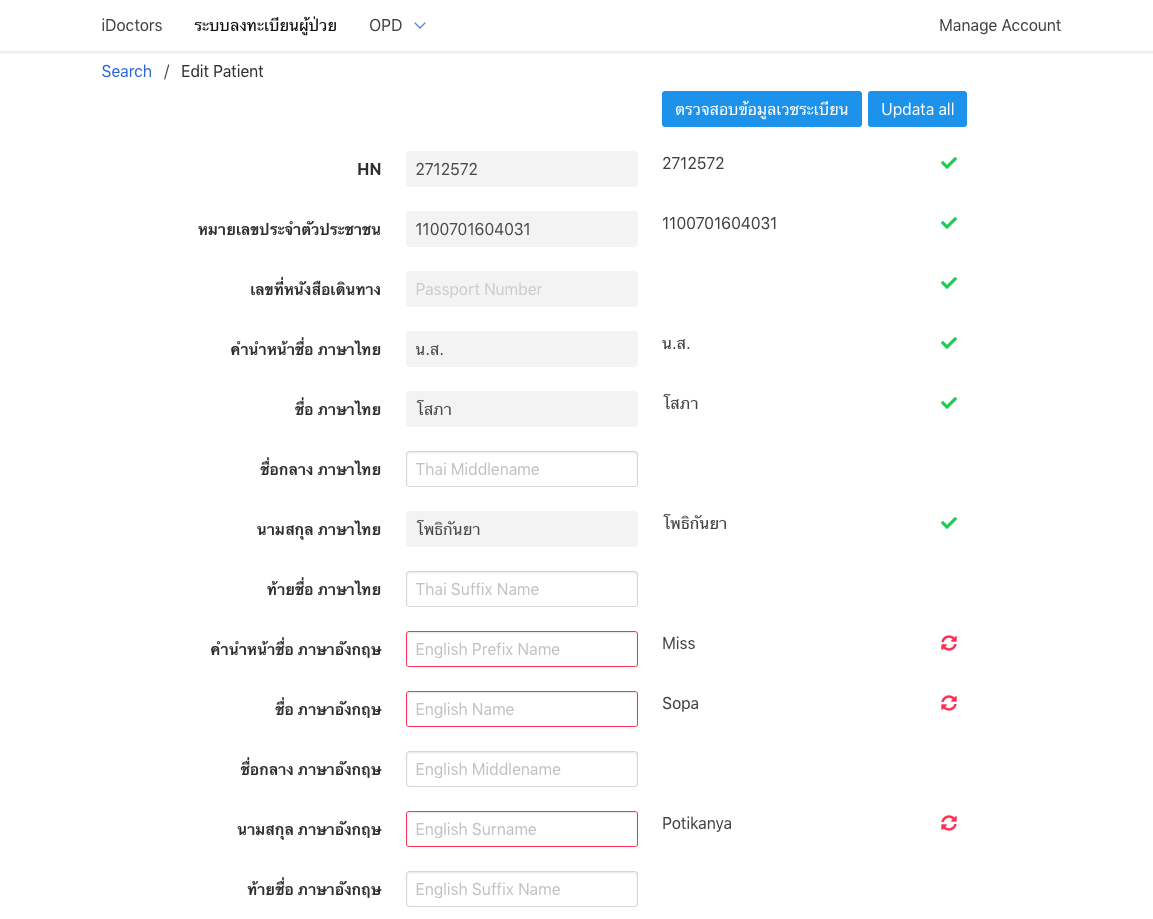 iDoctors ระบบลงทะเบียนผู้ป่วย OPD Manage Account
Search / Edit Patient
ตรวจสอบข้อมูลเวชระเบียน Updata all
HN 2712572 2712572
หมายเลขประจำตัวประชาชน 1100701604031 1100701604031
เลขที่หนังสือเดินทาง Passport Number
คำนำหน้าชื่อ ภาษาไทย น.ส. น.ส.
ชื่อ ภาษาไทย โสภา โสภา
ชื่อกลาง ภาษาไทย Thai Middlename
นามสกุล ภาษาไทย โพธิกันยา โพธิกันยา
ท้ายชื่อ ภาษาไทย Thai Suffix Name
คำนำหน้าชื่อ ภาษาอังกฤษ English Prefix Name Miss
ชื่อ ภาษาอังกฤษ English Name Sopa
ชื่อกลาง ภาษาอังกฤษ English Middlename
นามสกุล ภาษาอังกฤษ English Surname Potikanya
ท้ายชื่อ ภาษาอังกฤษ English Suffix Name